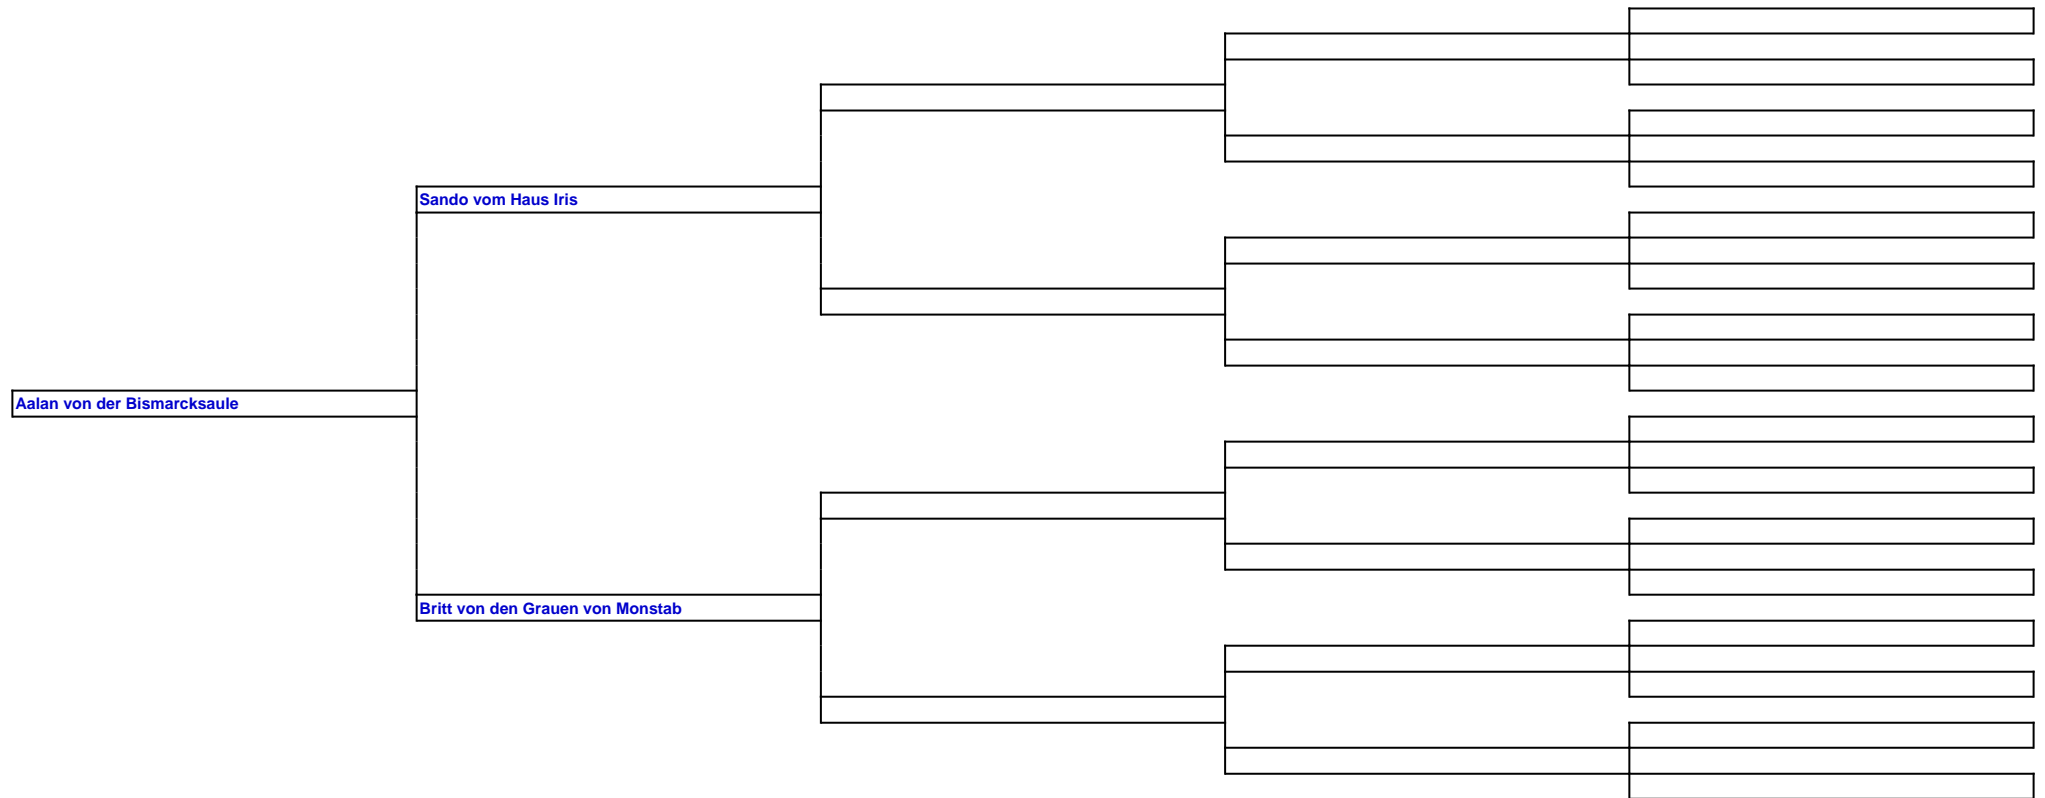 Sando vom Haus Iris
Aalan von der Bismarcksaule
Britt von den Grauen von Monstab